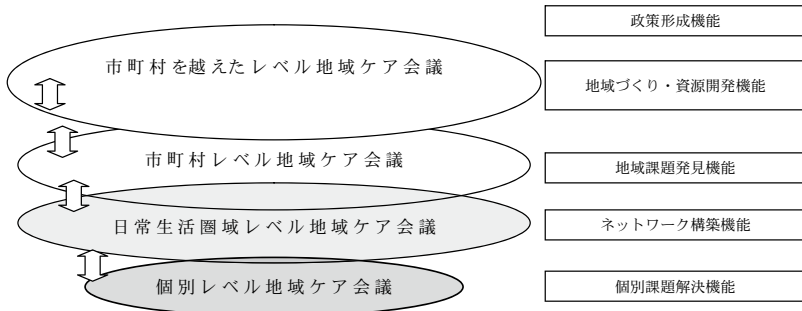 政策形成機能
市町村を越えたレベル地域ケア会議
地域づくり・資源開発機能
市町村レベル地域ケア会議
地域課題発見機能
日常生活圏域レベル地域ケア会議
ネットワーク構築機能
個別レベル地域ケア会議
個別課題解決機能